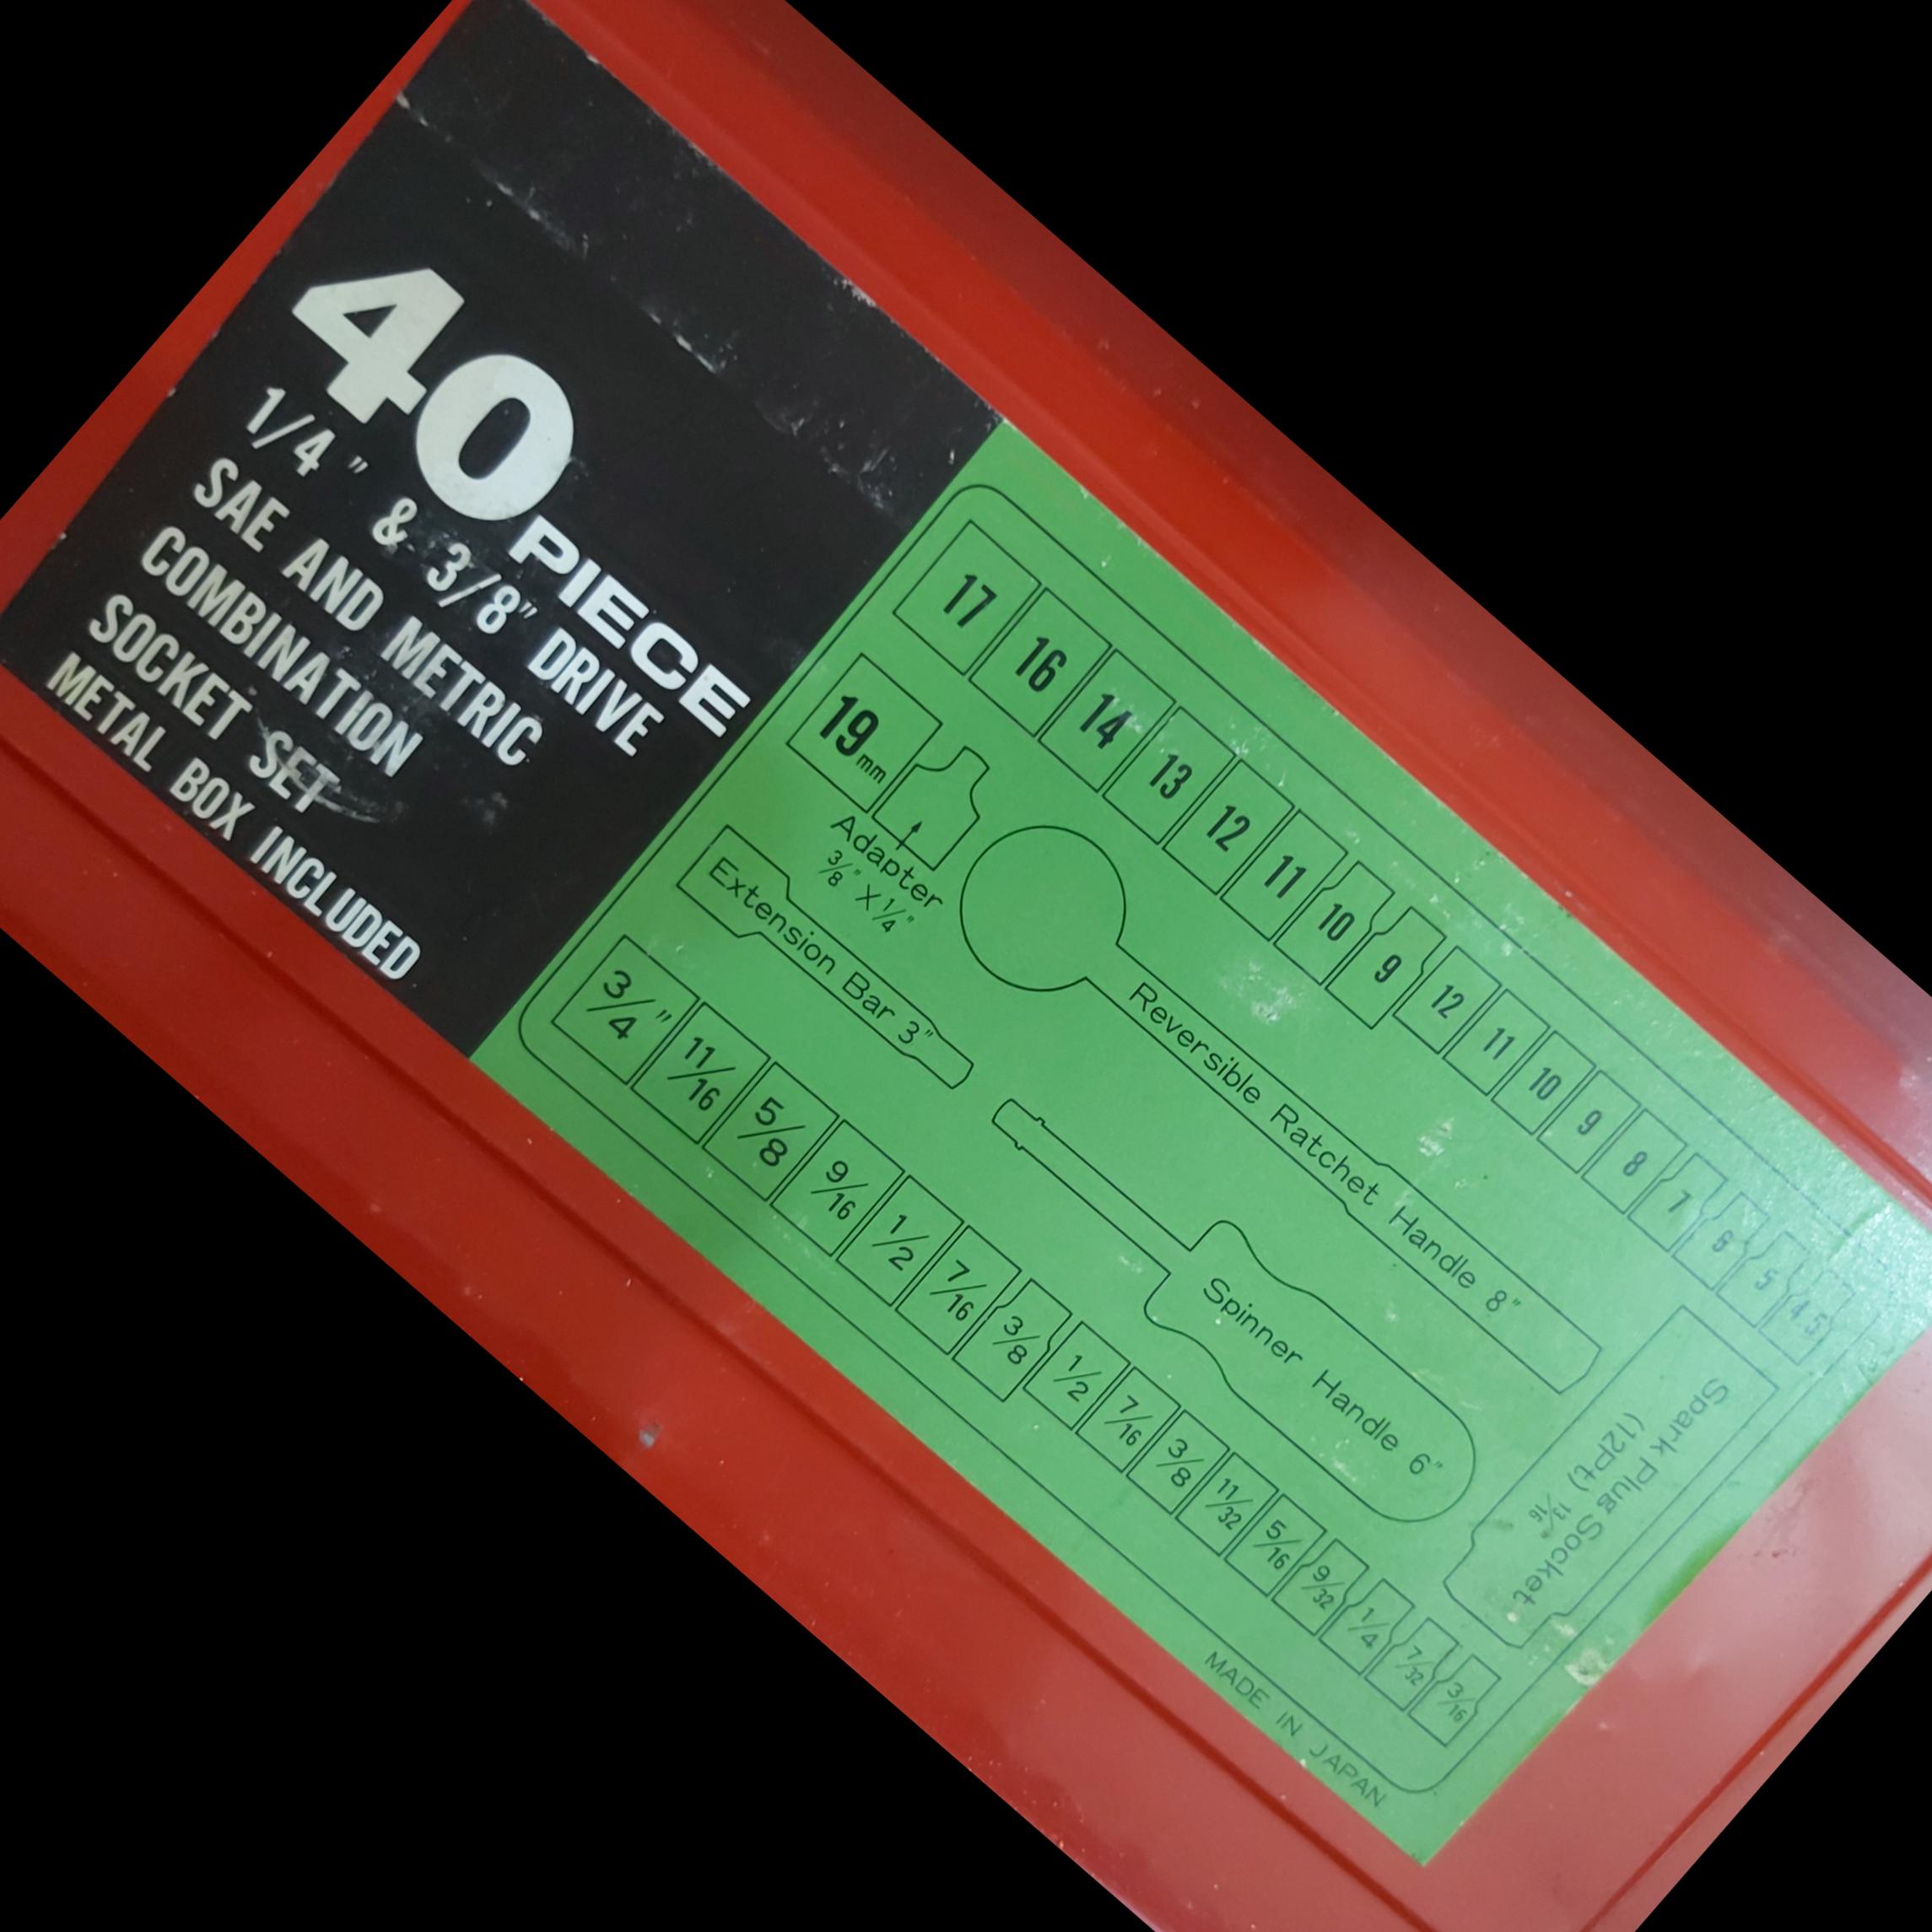 40 PIECE
1/4" & 3/8" DRIVE
SAE AND METRIC
COMBINATION
SOCKET SET
METAL BOX INCLUDED
17 16 14 13 12 11 10 9 12 11 10 9 8 7 6 5 4.5
19mm
Adapter
3/8" X 1/4"
Reversible Ratchet Handle 8"
Extension Bar 3"
Spinner Handle 6"
Spark Plug Socket
(12Pt) 13/16"
3/4" 11/16 5/8 9/16 1/2 7/16 3/8 1/2 7/16 3/8 11/32 5/16 9/32 1/4 7/32 3/16
MADE IN JAPAN